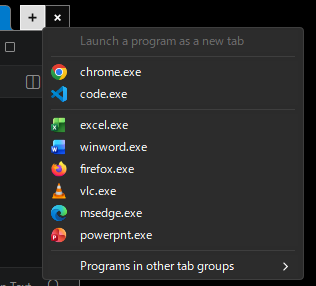 Launch a program as a new tab
chrome.exe
code.exe
excel.exe
winword.exe
firefox.exe
vlc.exe
msedge.exe
powerpnt.exe
Programs in other tab groups
Text